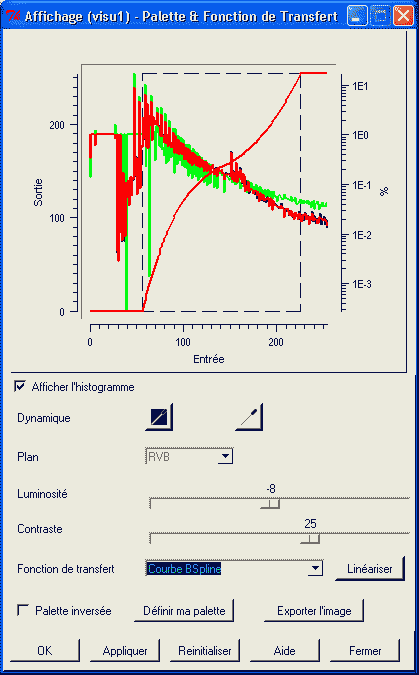 Affichage (visu1) - Palette & Fonction de Transfert
1E1
200
1E0
Sortie
1E-1
%
100
1E-2
1E-3
0
0 100 200
Entrée
Afficher l'histogramme
Dynamique
Plan RVB
Luminosité -8
Contraste 25
Fonction de transfert Courbe BSpline Linéariser
Palette inversée Définir ma palette Exporter l'image
OK Appliquer Reinitialiser Aide Fermer